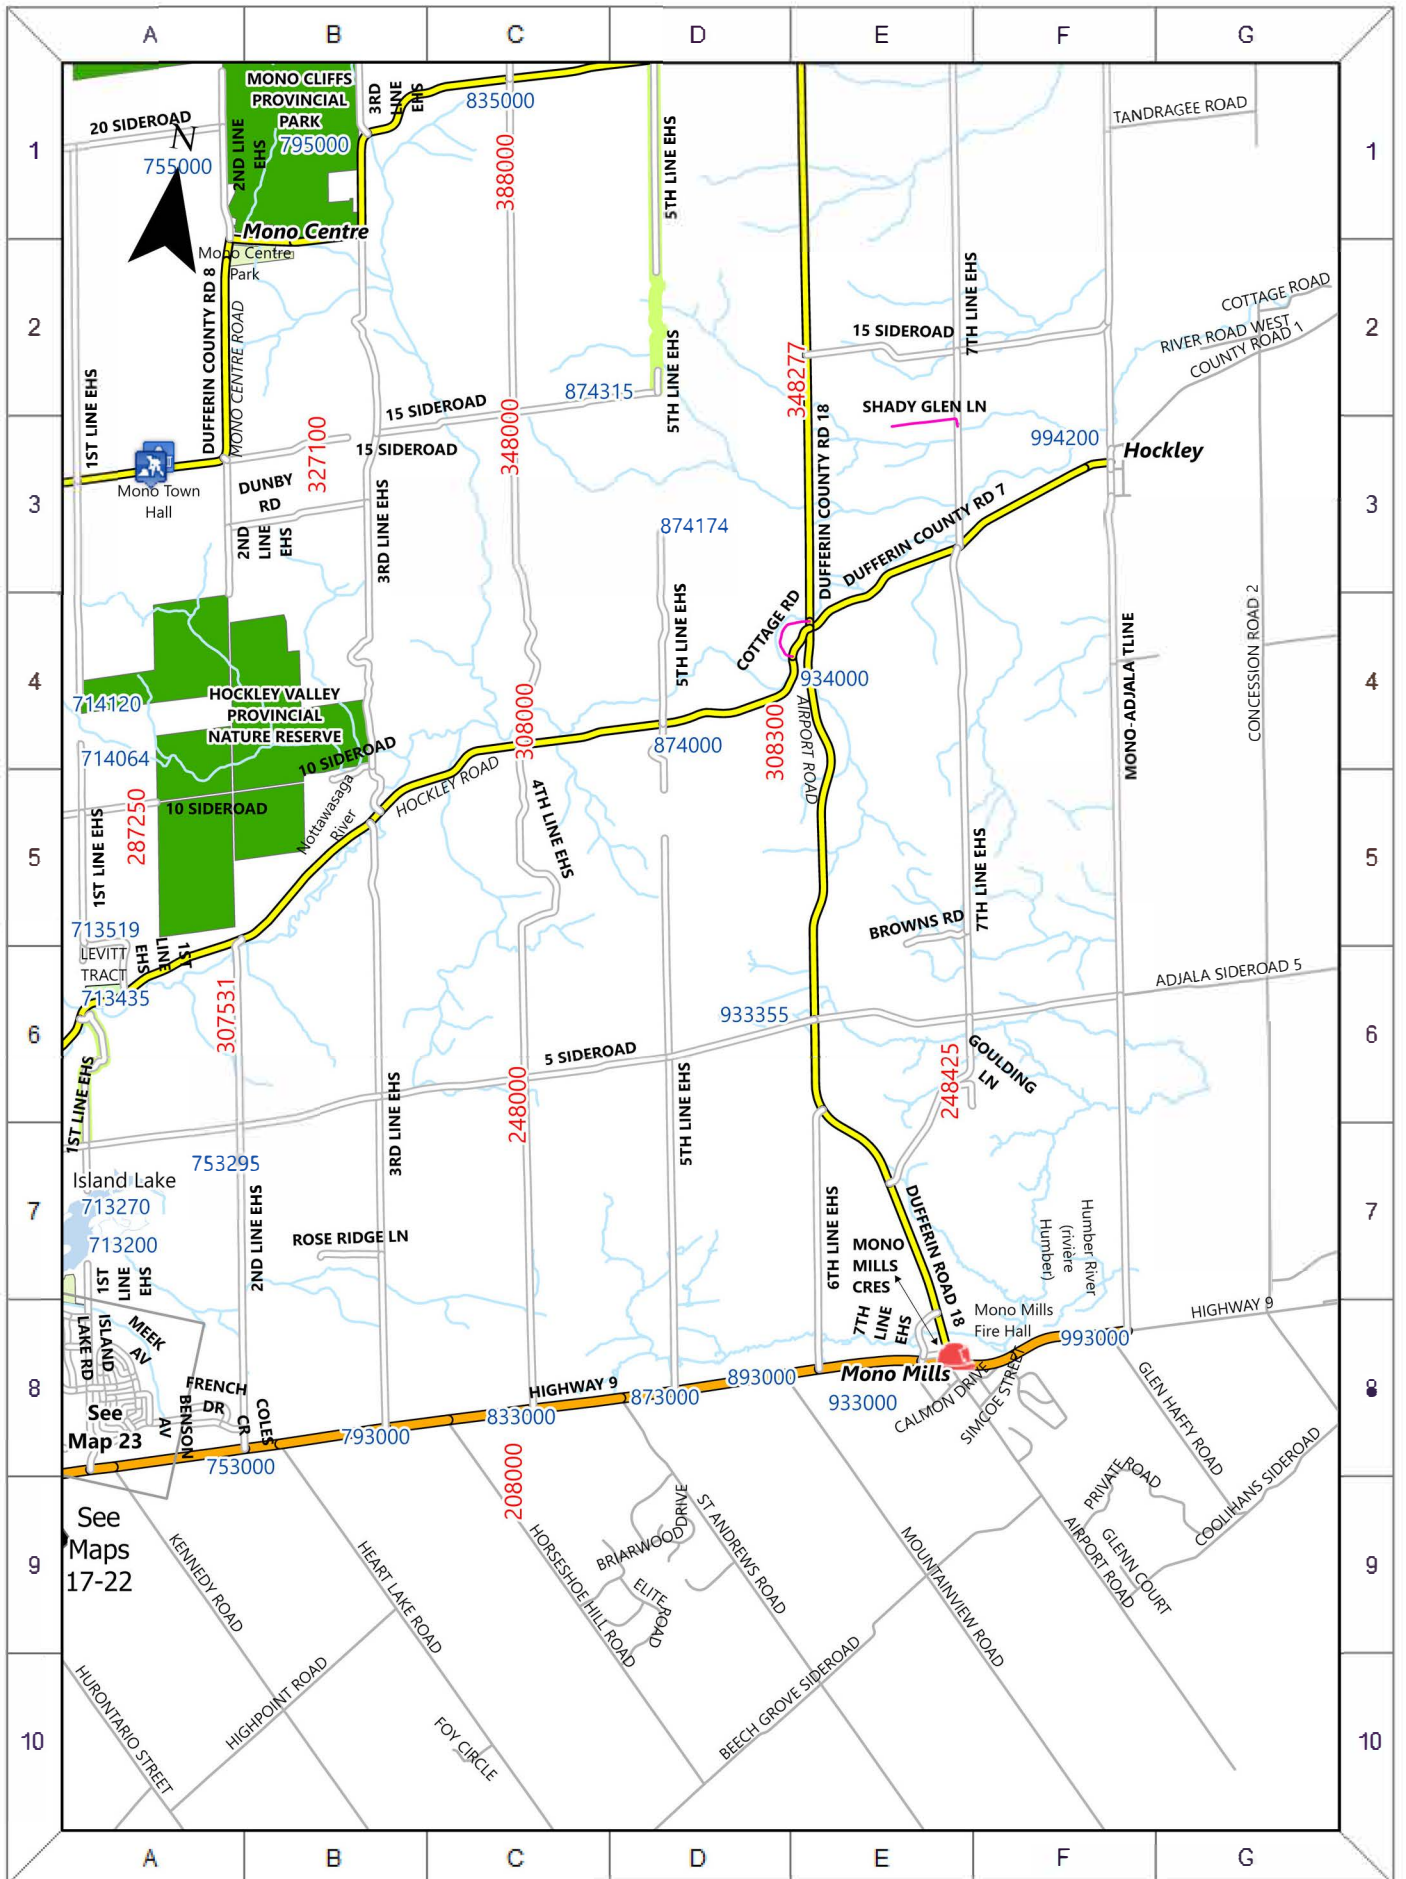 A B C D E F G
1
2
3
4
5
6
7
8
9
10
1
2
3
4
5
6
7
8
9
10
A B C D E F G
20 SIDEROAD
N
755000
2ND LINE
EHS
MONO CLIFFS
PROVINCIAL
PARK
795000
3RD
LINE
EHS
835000
388000
5TH LINE EHS
TANDRAGEE ROAD
Mono Centre
Mono Centre
Park
DUFFERIN COUNTY RD 8
MONO CENTRE ROAD
1ST LINE EHS
15 SIDEROAD
874315
5TH LINE EHS
348277
15 SIDEROAD
7TH LINE EHS
COTTAGE ROAD
RIVER ROAD WEST
COUNTY ROAD 1
SHADY GLEN LN
994200
Hockley
Mono Town
Hall
327100
15 SIDEROAD
348000
DUNBY
RD
2ND
LINE
EHS
3RD LINE EHS
874174
DUFFERIN COUNTY RD 18
DUFFERIN COUNTY RD 7
5TH LINE EHS
COTTAGE RD
934000
308300
AIRPORT ROAD
CONCESSION ROAD 2
MONO-ADJALA TLINE
714120
714064
HOCKLEY VALLEY
PROVINCIAL
NATURE RESERVE
10 SIDEROAD
308000
874000
287250
10 SIDEROAD
Nottawasaga
River
HOCKLEY ROAD
4TH LINE EHS
1ST LINE EHS
7TH LINE EHS
BROWNS RD
713519
LEVITT
TRACT
1ST
LINE
EHS
713435
307531
933355
ADJALA SIDEROAD 5
5 SIDEROAD
1ST LINE EHS
3RD LINE EHS
248000
5TH LINE EHS
248425
GOULDING
LN
753295
Island Lake
713270
713200
1ST
LINE
EHS
2ND LINE EHS
ROSE RIDGE LN
6TH LINE EHS
MONO
MILLS
CRES
DUFFERIN ROAD 18
Humber River
(rivière
Humber)
7TH
LINE
EHS
Mono Mills
Fire Hall
993000
HIGHWAY 9
ISLAND
LAKE RD
MEEK
AV
FRENCH
DR
BENSON
AV
COLES
CR
See
Map 23
753000
793000
833000
HIGHWAY 9
873000
893000
Mono Mills
933000
CALMON DRIVE
SIMCOE STREET
GLEN HAFFY ROAD
COOLIHANS SIDEROAD
PRIVATE ROAD
208000
See
Maps
17-22
KENNEDY ROAD
HEART LAKE ROAD
HORSESHOE HILL ROAD
BRIARWOOD
DRIVE
ELITE
ROAD
ST ANDREWS ROAD
MOUNTAINVIEW ROAD
AIRPORT ROAD
GLENN COURT
HURONTARIO STREET
HIGHPOINT ROAD
FOY CIRCLE
BEECH GROVE SIDEROAD